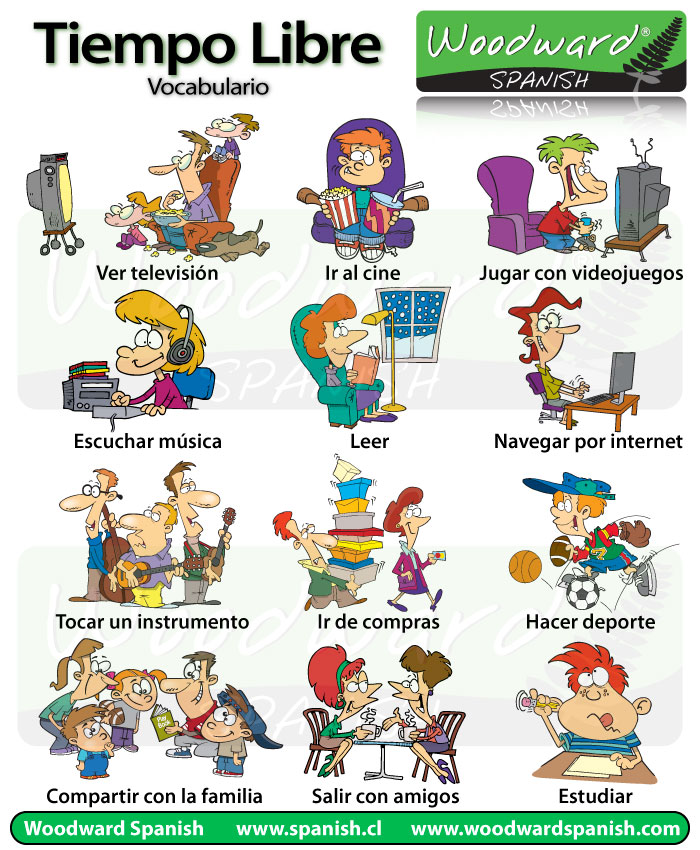 Tiempo Libre
Vocabulario
Woodward®
SPANISH
Ver televisión
Ir al cine
Jugar con videojuegos
Escuchar música
Leer
Navegar por internet
Tocar un instrumento
Ir de compras
Hacer deporte
Play Book
Compartir con la familia
Salir con amigos
Estudiar
Woodward Spanish
www.spanish.cl
www.woodwardspanish.com